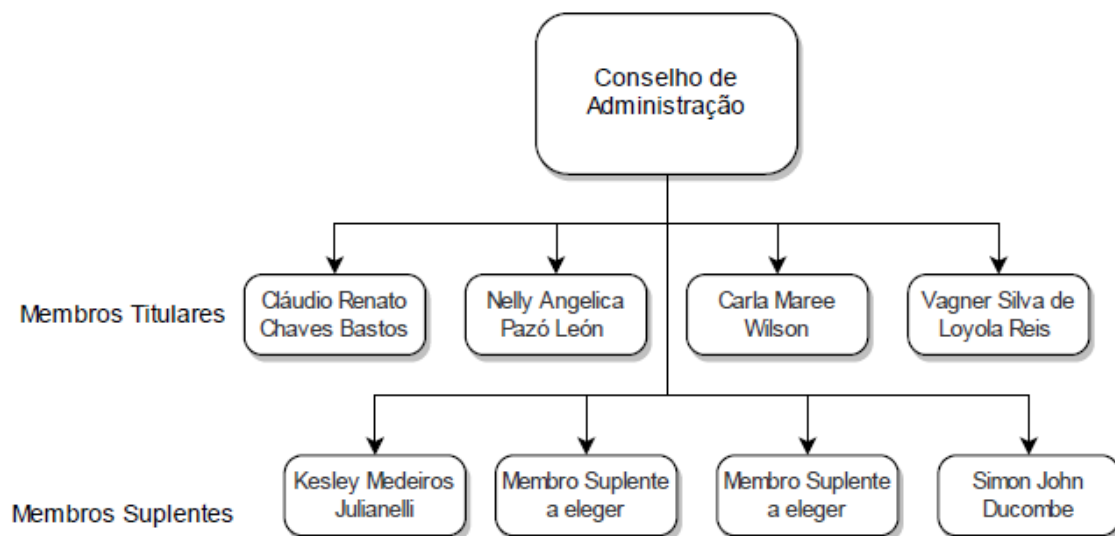 Conselho de
Administração
Membros Titulares
Cláudio Renato
Chaves Bastos
Nelly Angelica
Pazó León
Carla Maree
Wilson
Vagner Silva de
Loyola Reis
Membros Suplentes
Kesley Medeiros
Julianelli
Membro Suplente
a eleger
Membro Suplente
a eleger
Simon John
Ducombe